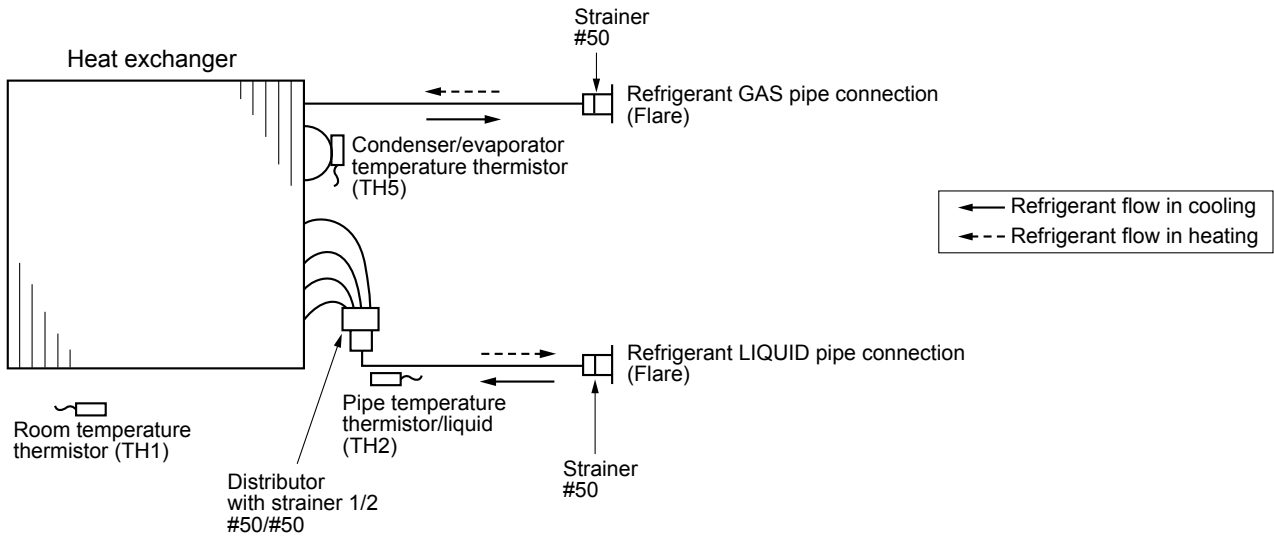 Strainer
#50
Heat exchanger
Refrigerant GAS pipe connection
(Flare)
Condenser/evaporator
temperature thermistor
(TH5)
Refrigerant flow in cooling
Refrigerant flow in heating
Refrigerant LIQUID pipe connection
(Flare)
Pipe temperature
thermistor/liquid
(TH2)
Room temperature
thermistor (TH1)
Strainer
#50
Distributor
with strainer 1/2
#50/#50